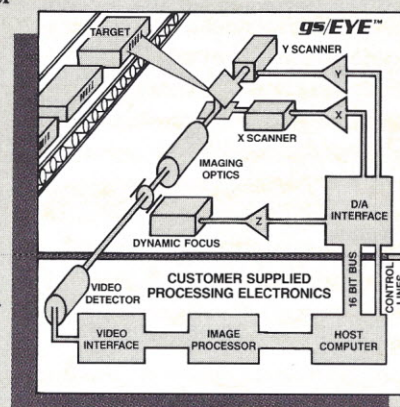 gs/EYE™
TARGET
Y SCANNER
Y
X
X SCANNER
IMAGING
OPTICS
D/A
INTERFACE
Z
DYNAMIC FOCUS
16 BIT BUS
CONTROL
LINES
VIDEO
DETECTOR
CUSTOMER SUPPLIED
PROCESSING ELECTRONICS
VIDEO
INTERFACE
IMAGE
PROCESSOR
HOST
COMPUTER